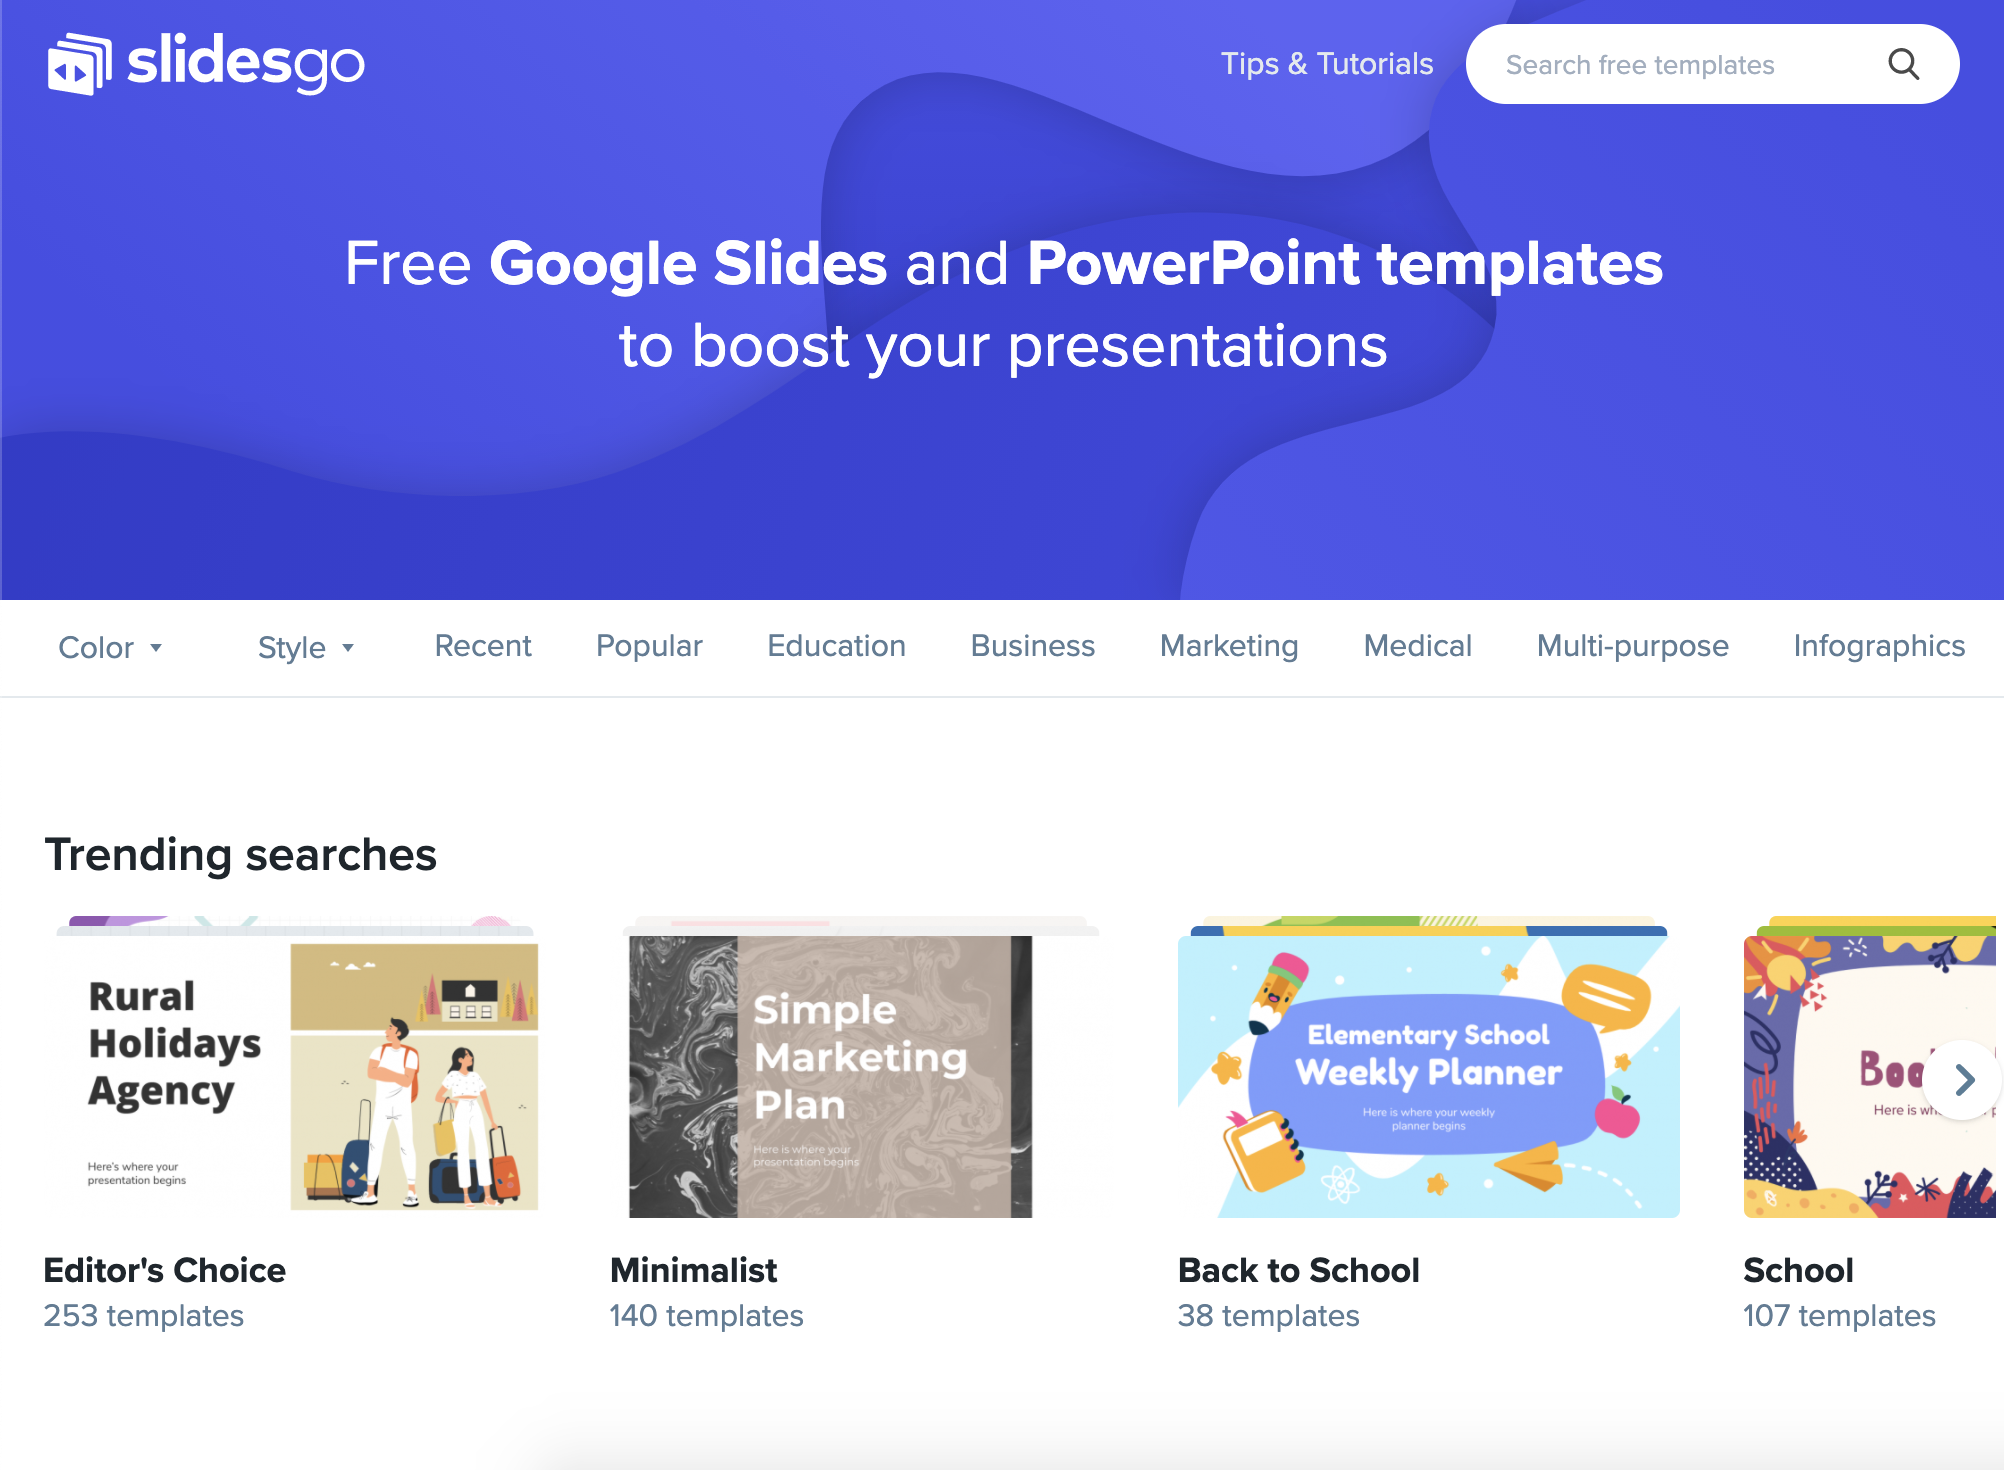 slidesgo
Tips & Tutorials
Search free templates
Free Google Slides and PowerPoint templates
to boost your presentations
Color
Style
Recent
Popular
Education
Business
Marketing
Medical
Multi-purpose
Infographics
Trending searches
Rural
Holidays
Agency
Here's where your
presentation begins
Editor's Choice
253 templates
Simple
Marketing
Plan
Here is where your
presentation begins
Minimalist
140 templates
Elementary School
Weekly Planner
Here is where your weekly
planner begins
Back to School
38 templates
Here is
School
107 templates